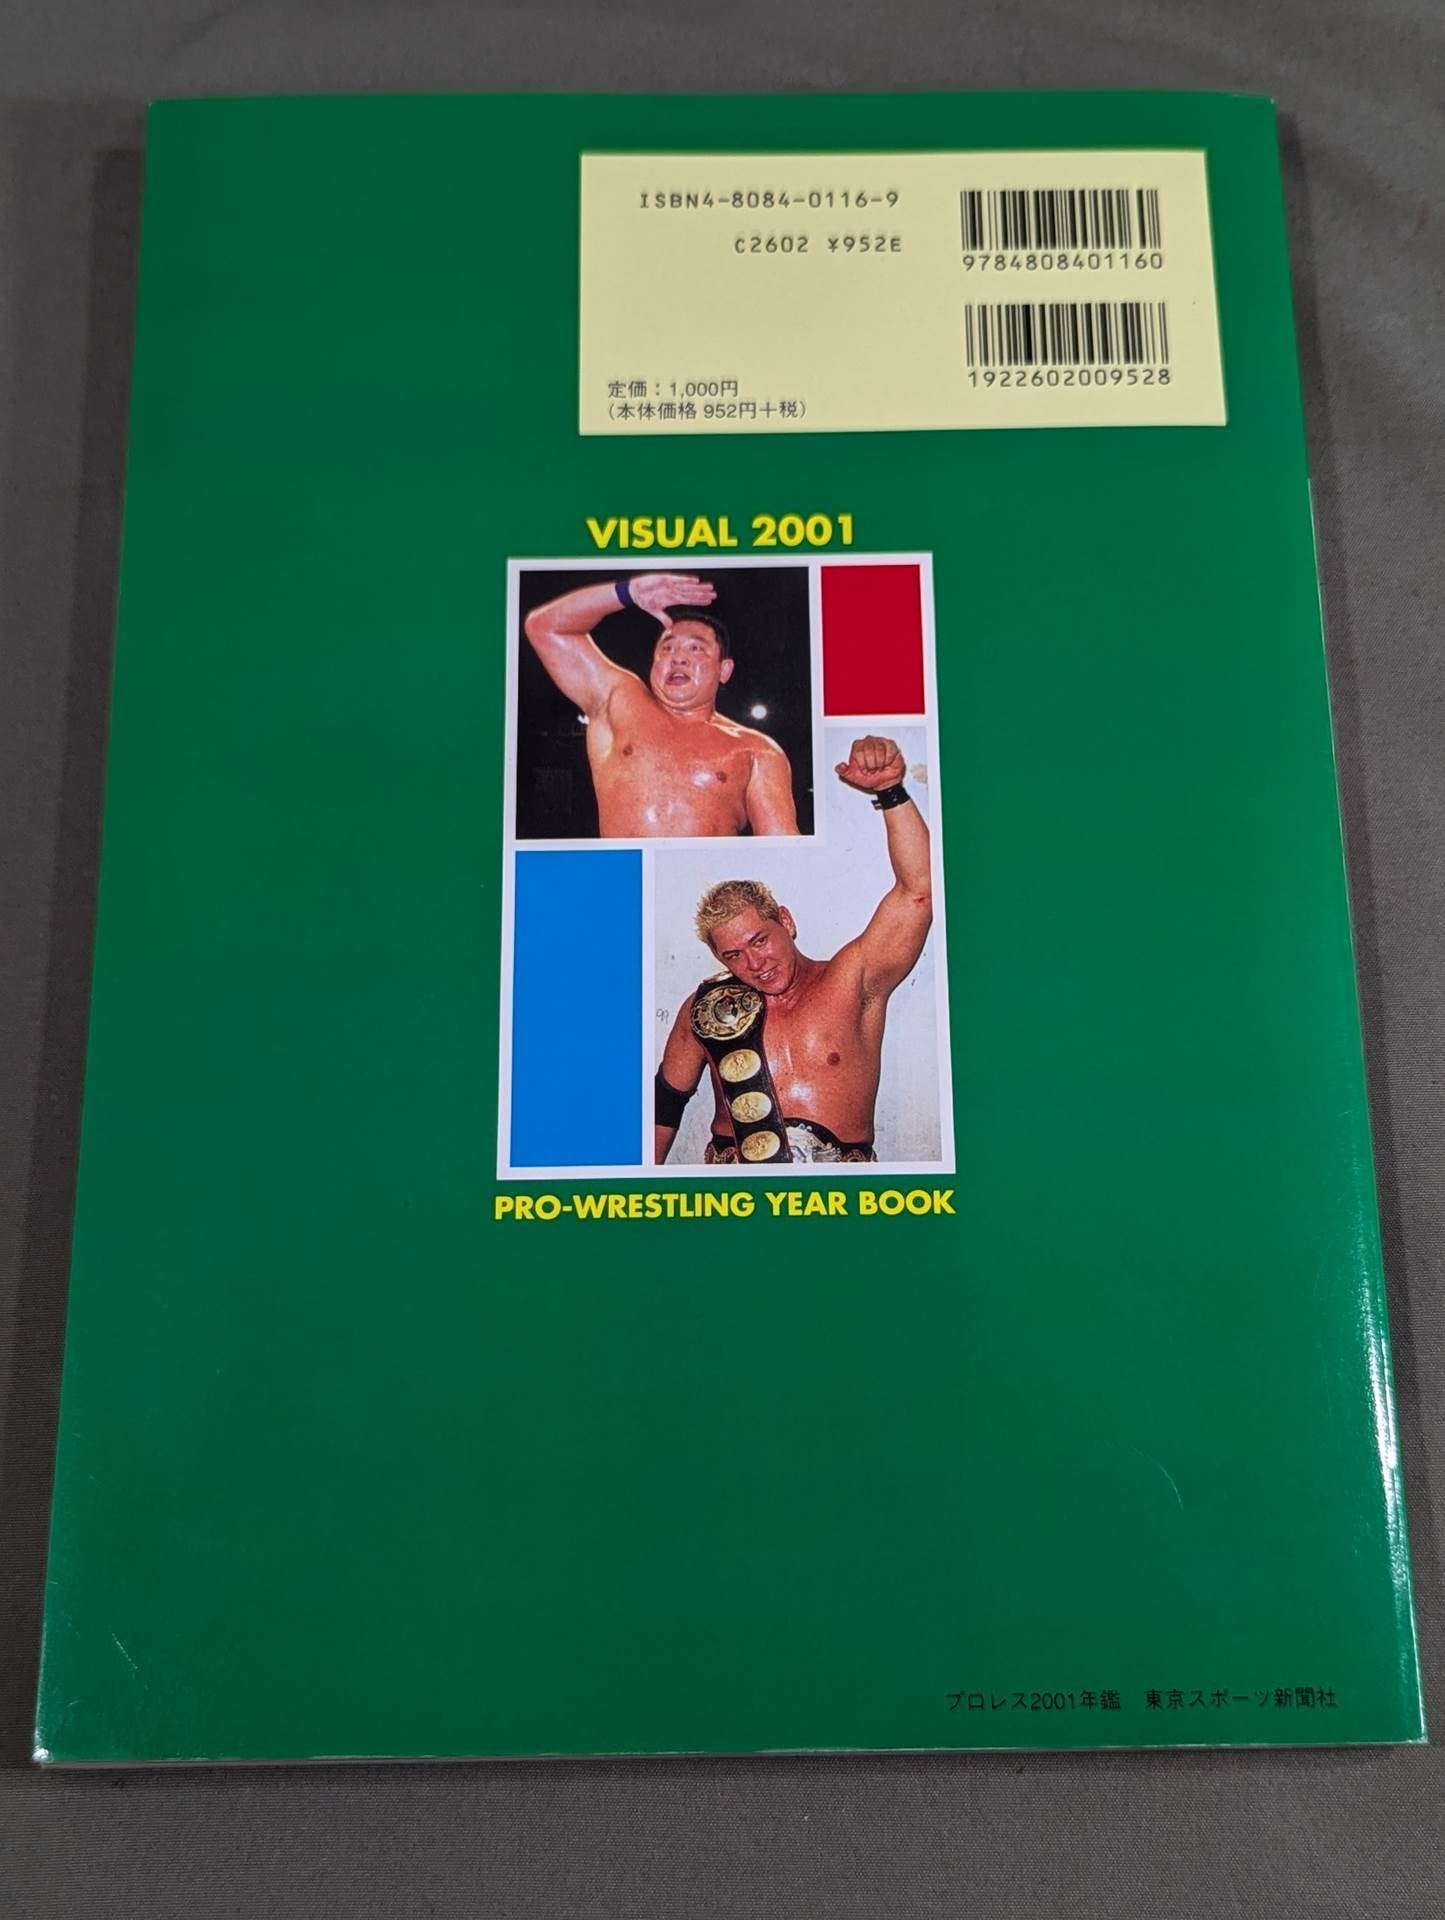 ISBN4-8084-0116-9
C2602 ¥952E
9784808401160
1922602009528
定価：1,000円
（本体価格 952円＋税）
VISUAL 2001
PRO-WRESTLING YEAR BOOK
プロレス2001年鑑　東京スポーツ新聞社